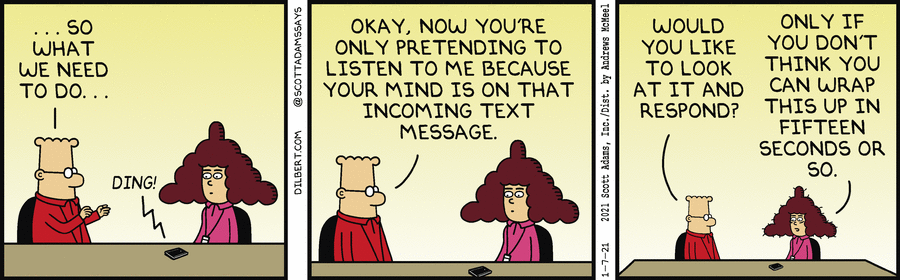 . . . SO
WHAT
WE NEED
TO DO. . .
DING!
DILBERT.COM @SCOTTADAMSSAYS
OKAY, NOW YOU'RE
ONLY PRETENDING TO
LISTEN TO ME BECAUSE
YOUR MIND IS ON THAT
INCOMING TEXT
MESSAGE.
1-7-21 2021 Scott Adams, Inc./Dist. by Andrews McMeel
WOULD
YOU LIKE
TO LOOK
AT IT AND
RESPOND?
ONLY IF
YOU DON'T
THINK YOU
CAN WRAP
THIS UP IN
FIFTEEN
SECONDS OR
SO.